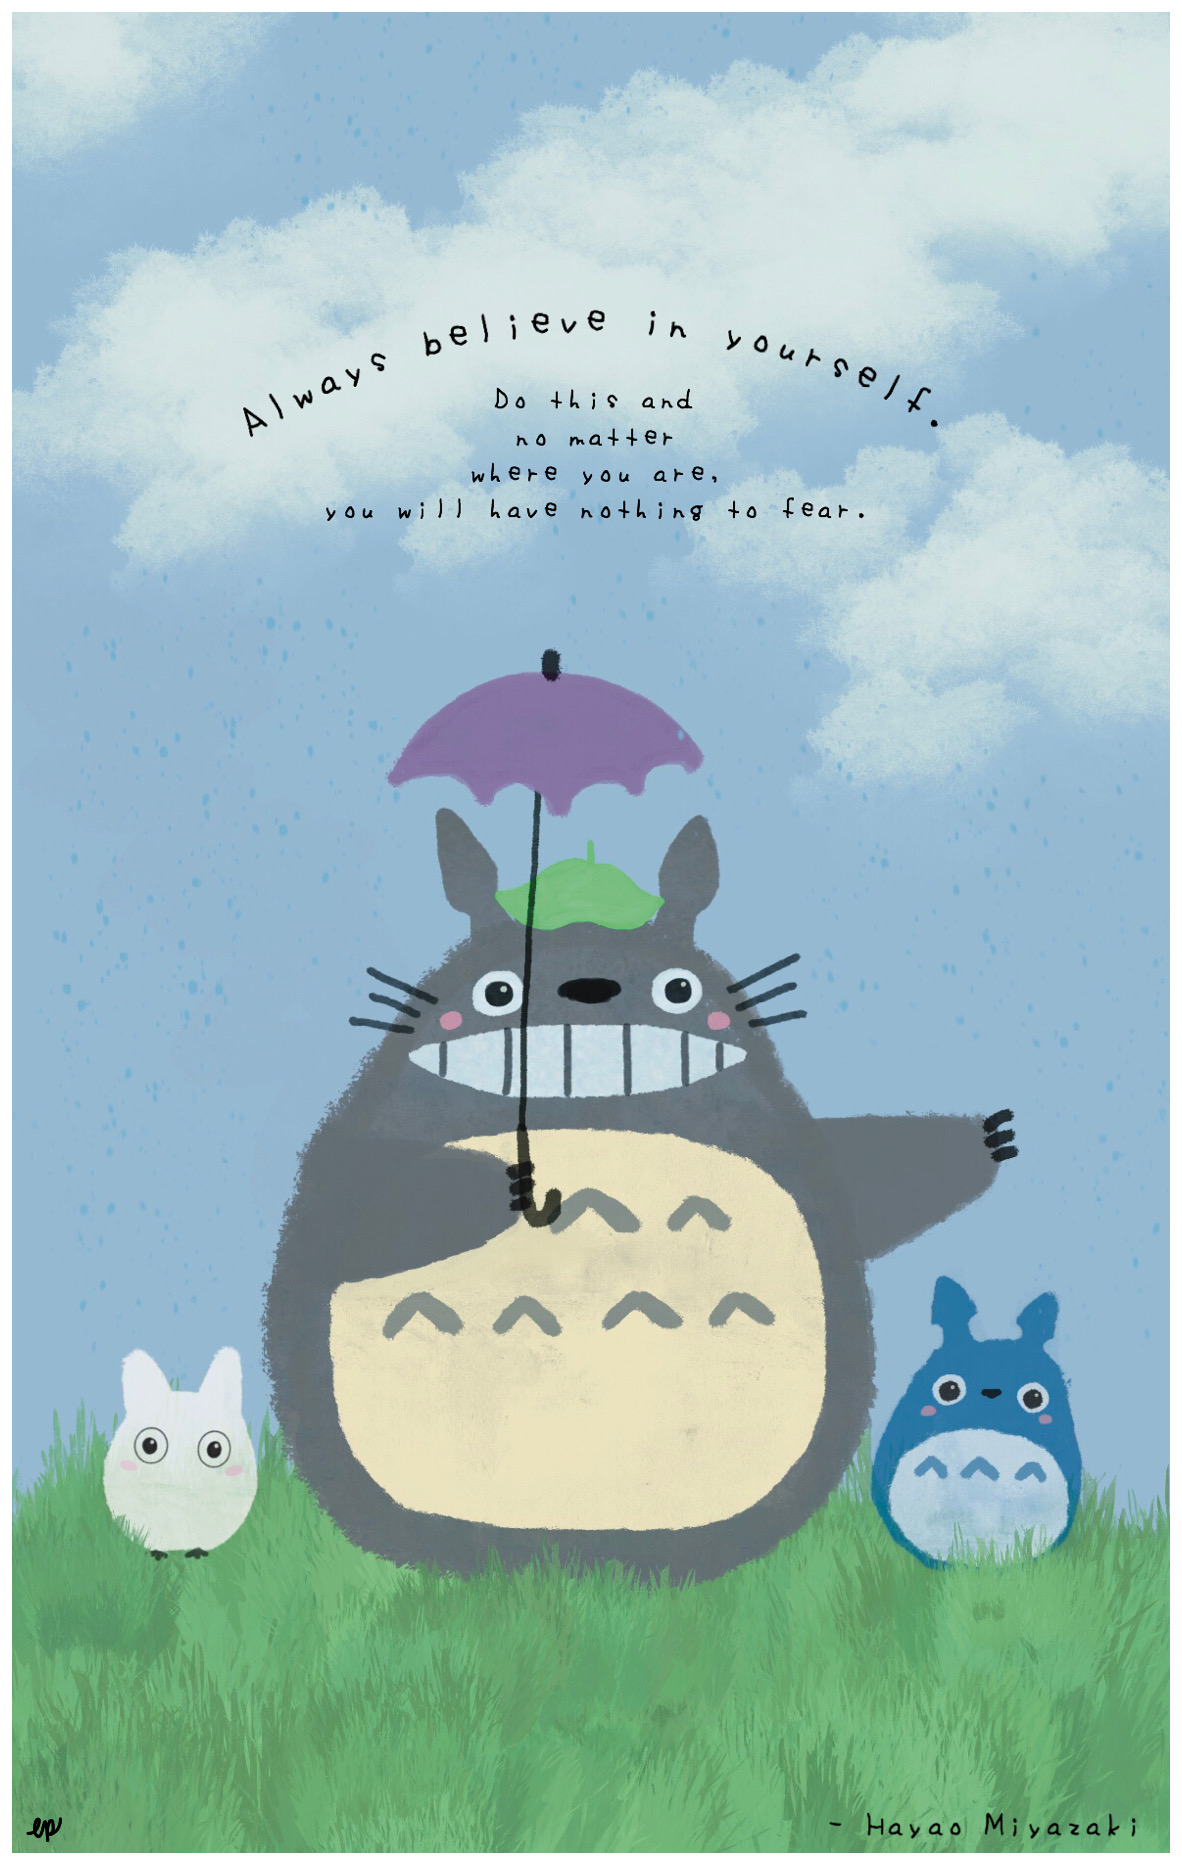 Always believe in yourself.
Do this and
no matter
where you are,
you will have nothing to fear.
ep
- Hayao Miyazaki